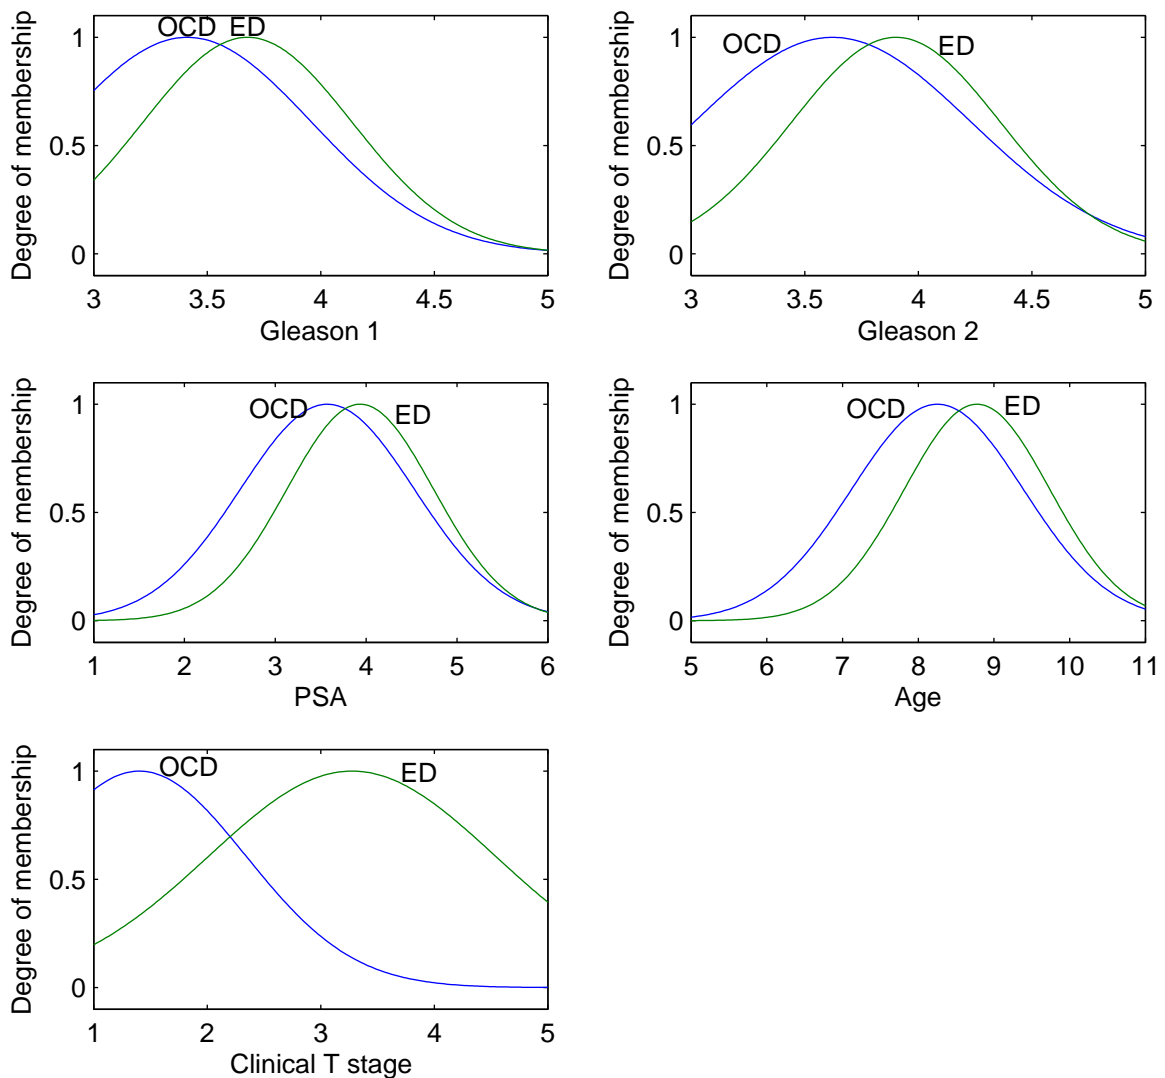 OCD ED
Degree of membership
1
0.5
0
3 3.5 4 4.5 5
Gleason 1
OCD ED
Degree of membership
1
0.5
0
3 3.5 4 4.5 5
Gleason 2
OCD ED
Degree of membership
1
0.5
0
1 2 3 4 5 6
PSA
OCD ED
Degree of membership
1
0.5
0
5 6 7 8 9 10 11
Age
OCD ED
Degree of membership
1
0.5
0
1 2 3 4 5
Clinical T stage